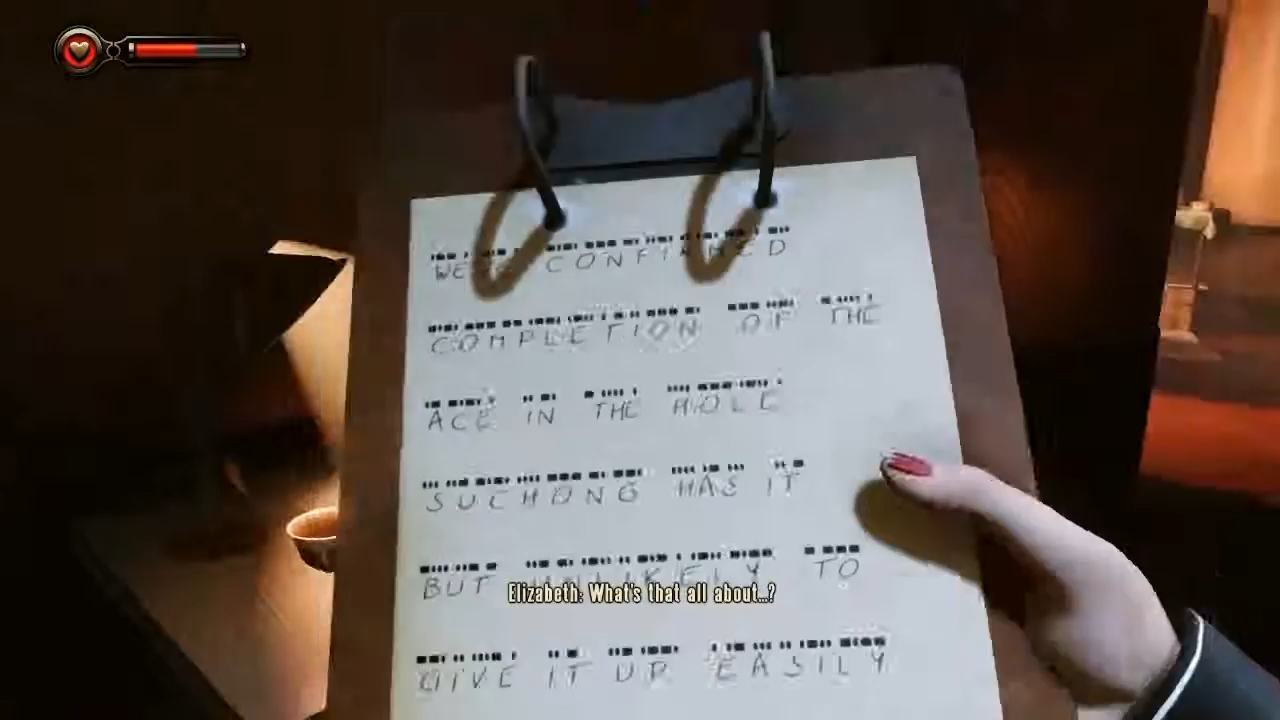 WE CONFIRMED
COMPLETION OF THE
ACE IN THE HOLE
SUCHONG HAS IT
BUT UNLIKELY TO
Elizabeth: What's that all about...?
GIVE IT UP EASILY